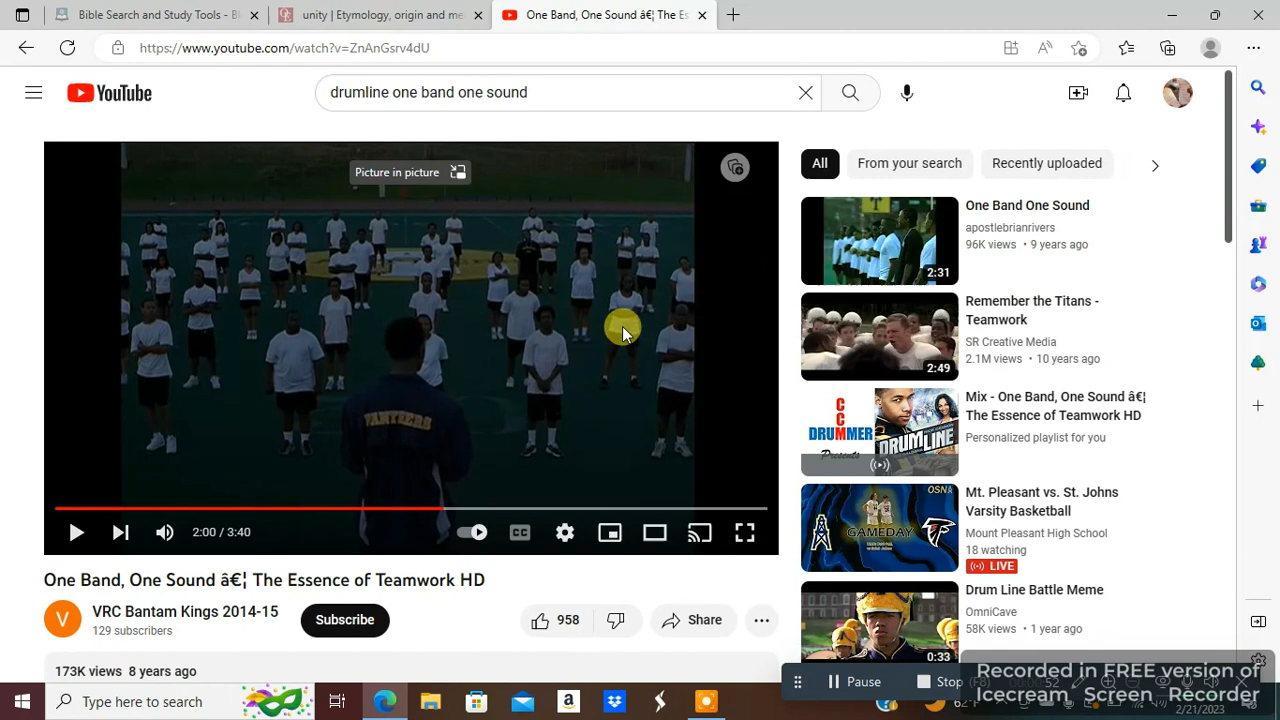 Bible Search Study Tools - Bl
unity | Etymology, origin and me
One Band, One Sound â€¦ The Es
https://www.youtube.com/watch?v=ZnAnGsrv4dU
YouTube
drumline one band one sound
Picture in picture
PANTHERS
2:00 / 3:40
CC
One Band, One Sound â€¦ The Essence of Teamwork HD
V
VRC Bantam Kings 2014-15
129 subscribers
Subscribe
958
Share
173K views 8 years ago
All
From your search
Recently uploaded
2:31
One Band One Sound
apostlebrianrivers
96K views • 9 years ago
2:49
Remember the Titans -
Teamwork
SR Creative Media
2.1M views • 10 years ago
CCM
DRUMMER
Presents
DRUMLINE
Mix - One Band, One Sound â€¦
The Essence of Teamwork HD
Personalized playlist for you
OSN
GAMEDAY
Mt. Pleasant vs. St. Johns
Varsity Basketball
Mount Pleasant High School
18 watching
LIVE
0:33
Drum Line Battle Meme
OmniCave
58K views • 1 year ago
Pause
Stop (F8)
Recorded in FREE version of
Icecream Screen Recorder
Type here to search
62°F
2/21/2023